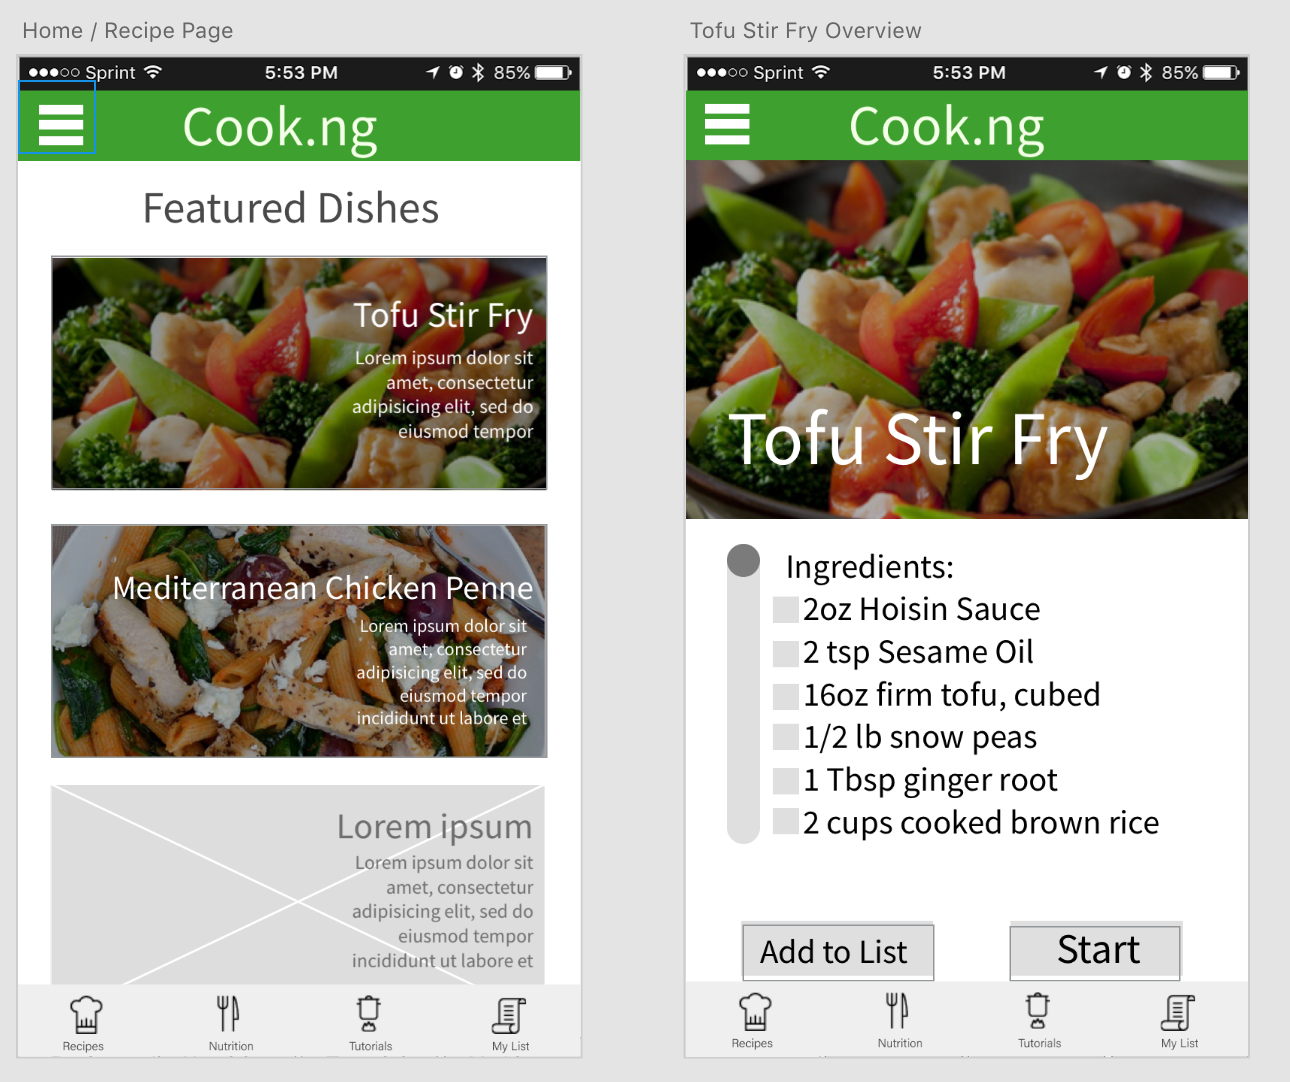 Home / Recipe Page
Sprint
5:53 PM
85%
Cook.ng
Featured Dishes
Tofu Stir Fry
Lorem ipsum dolor sit
amet, consectetur
adipisicing elit, sed do
eiusmod tempor
Mediterranean Chicken Penne
Lorem ipsum dolor sit
amet, consectetur
adipisicing elit, sed do
eiusmod tempor
incididunt ut labore et
Lorem ipsum
Lorem ipsum dolor sit
amet, consectetur
adipisicing elit, sed do
eiusmod tempor
incididunt ut labore et
Recipes
Nutrition
Tutorials
My List
Tofu Stir Fry Overview
Sprint
5:53 PM
85%
Cook.ng
Tofu Stir Fry
Ingredients:
2oz Hoisin Sauce
2 tsp Sesame Oil
16oz firm tofu, cubed
1/2 lb snow peas
1 Tbsp ginger root
2 cups cooked brown rice
Add to List
Start
Recipes
Nutrition
Tutorials
My List